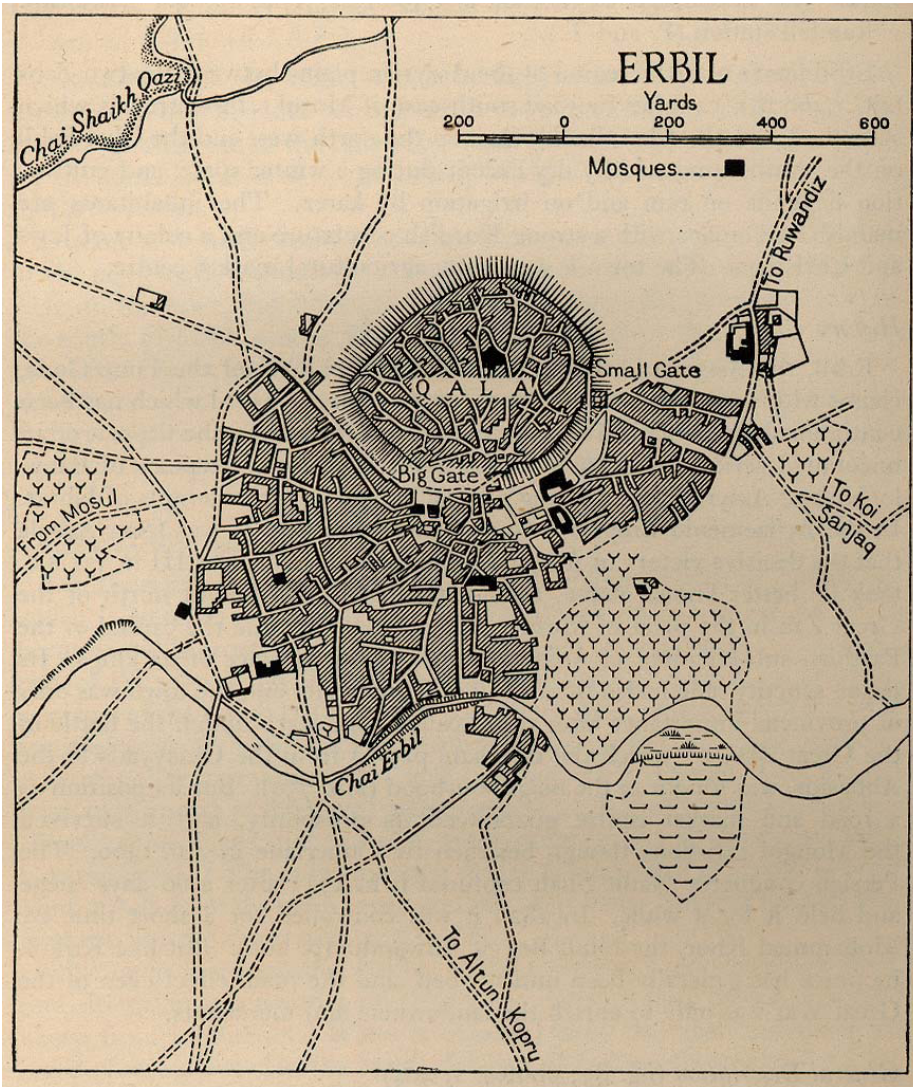 ERBIL
Yards
200 0 200 400 600
Mosques
Chai Shaikh Qazi
To Ruwandiz
Small Gate
QALA
Big Gate
From Mosul
To Koi
Sanjaq
Chai Erbil
To Altun
Kopru